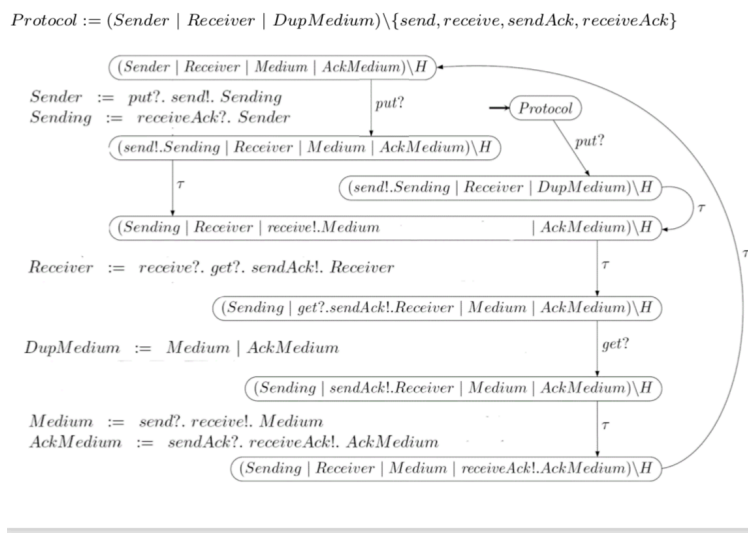 Protocol := (Sender | Receiver | DupMedium)\{send, receive, sendAck, receiveAck}
(Sender | Receiver | Medium | AckMedium)\H
Sender := put?. send!. Sending
put?
Protocol
Sending := receiveAck?. Sender
put?
(send!.Sending | Receiver | Medium | AckMedium)\H
τ
(send!.Sending | Receiver | DupMedium)\H
τ
(Sending | Receiver | receive!.Medium | AckMedium)\H
τ
τ
Receiver := receive?. get?. sendAck!. Receiver
(Sending | get?.sendAck!.Receiver | Medium | AckMedium)\H
DupMedium := Medium | AckMedium
get?
(Sending | sendAck!.Receiver | Medium | AckMedium)\H
Medium := send?. receive!. Medium
τ
AckMedium := sendAck?. receiveAck!. AckMedium
(Sending | Receiver | Medium | receiveAck!.AckMedium)\H